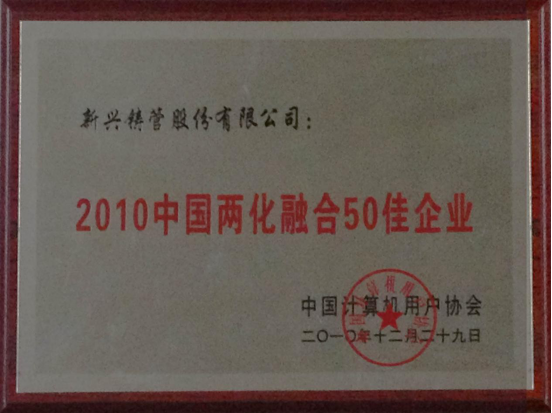 新兴铸管股份有限公司：
2010中国两化融合50佳企业
中国计算机用户协会
二〇一〇年十二月二十九日